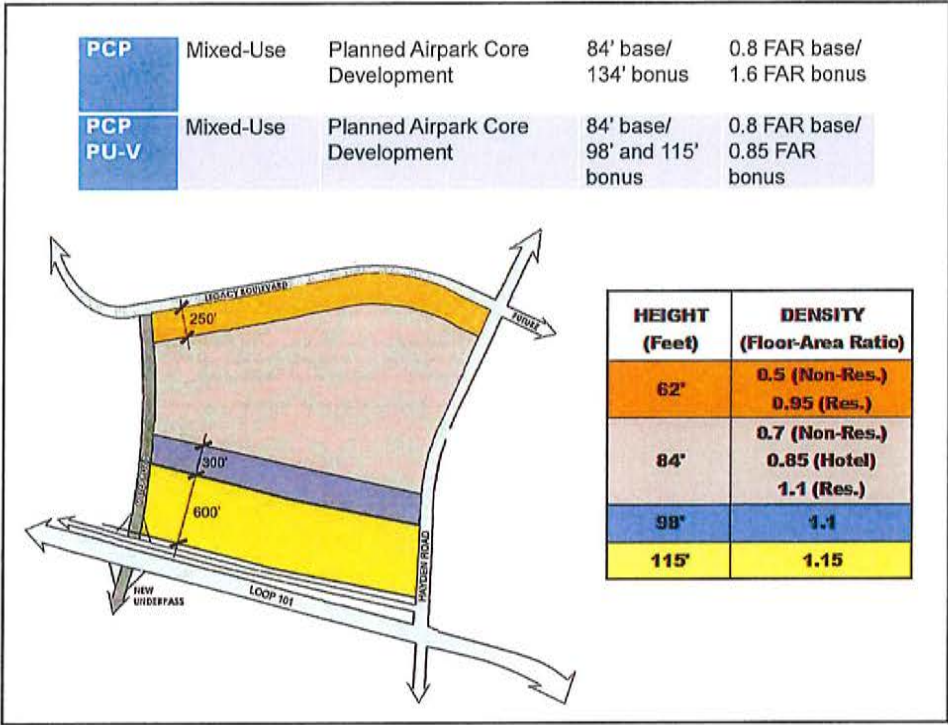 PCP Mixed-Use Planned Airpark Core 84' base/ 0.8 FAR base/
Development 134' bonus 1.6 FAR bonus
PCP Mixed-Use Planned Airpark Core 84' base/ 0.8 FAR base/
PU-V Development 98' and 115' 0.85 FAR
bonus bonus
LEGACY BOULEVARD
250'
FUTURE
300'
600'
HAYDEN ROAD
NEW
UNDERPASS
LOOP 101
HEIGHT DENSITY
(Feet) (Floor-Area Ratio)
62' 0.5 (Non-Res.)
0.95 (Res.)
84' 0.7 (Non-Res.)
0.85 (Hotel)
1.1 (Res.)
98' 1.1
115' 1.15